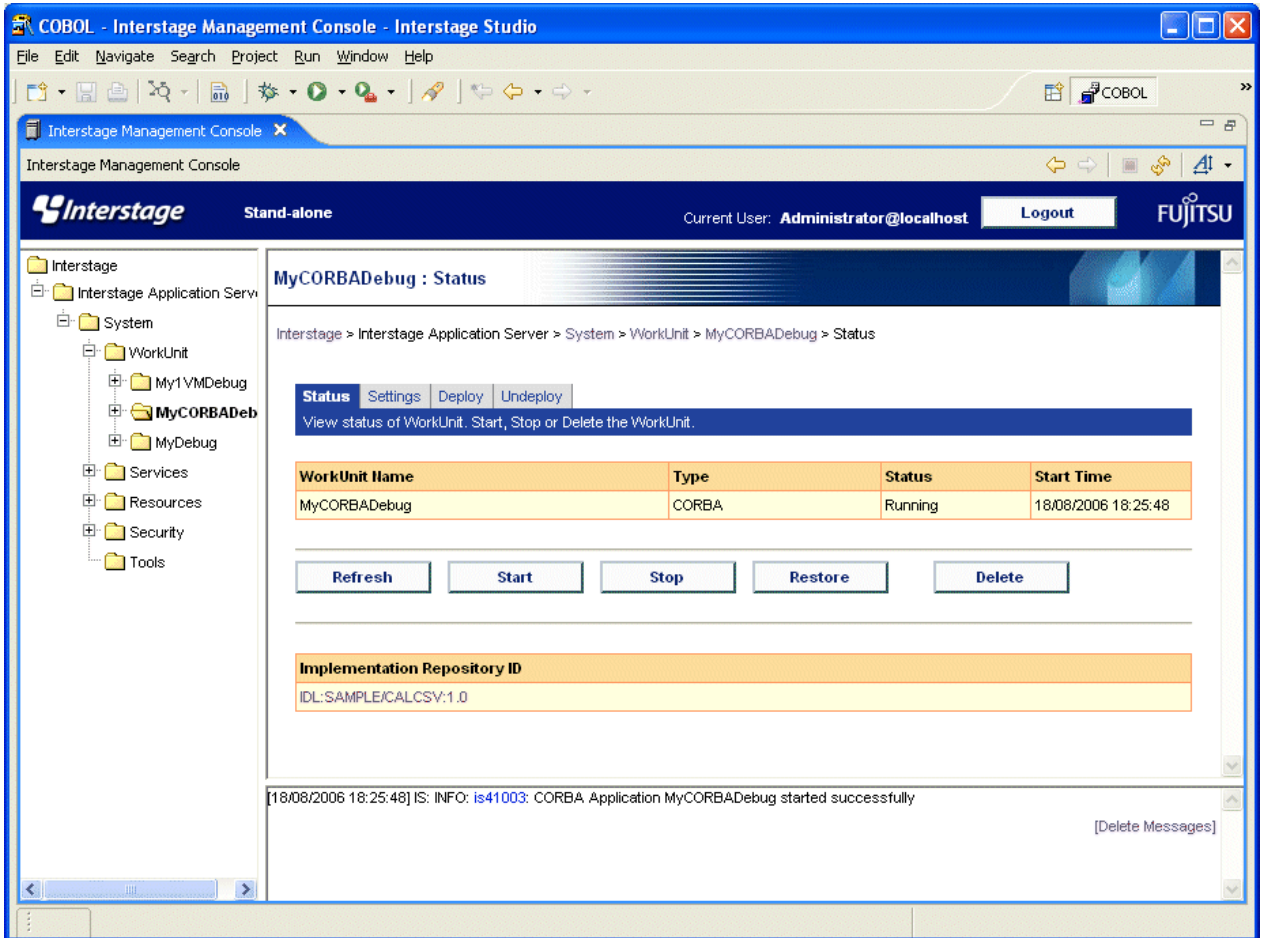 COBOL - Interstage Management Console - Interstage Studio
File Edit Navigate Search Project Run Window Help
COBOL
Interstage Management Console
Interstage Management Console
Interstage Stand-alone Current User: Administrator@localhost Logout FUJITSU
Interstage
Interstage Application Serv
System
WorkUnit
My1VMDebug
MyCORBADeb
MyDebug
Services
Resources
Security
Tools
MyCORBADebug : Status
Interstage > Interstage Application Server > System > WorkUnit > MyCORBADebug > Status
Status Settings Deploy Undeploy
View status of WorkUnit. Start, Stop or Delete the WorkUnit.
WorkUnit Name Type Status Start Time
MyCORBADebug CORBA Running 18/08/2006 18:25:48
Refresh Start Stop Restore Delete
Implementation Repository ID
IDL:SAMPLE/CALCSV:1.0
[18/08/2006 18:25:48] IS: INFO: is41003: CORBA Application MyCORBADebug started successfully
[Delete Messages]